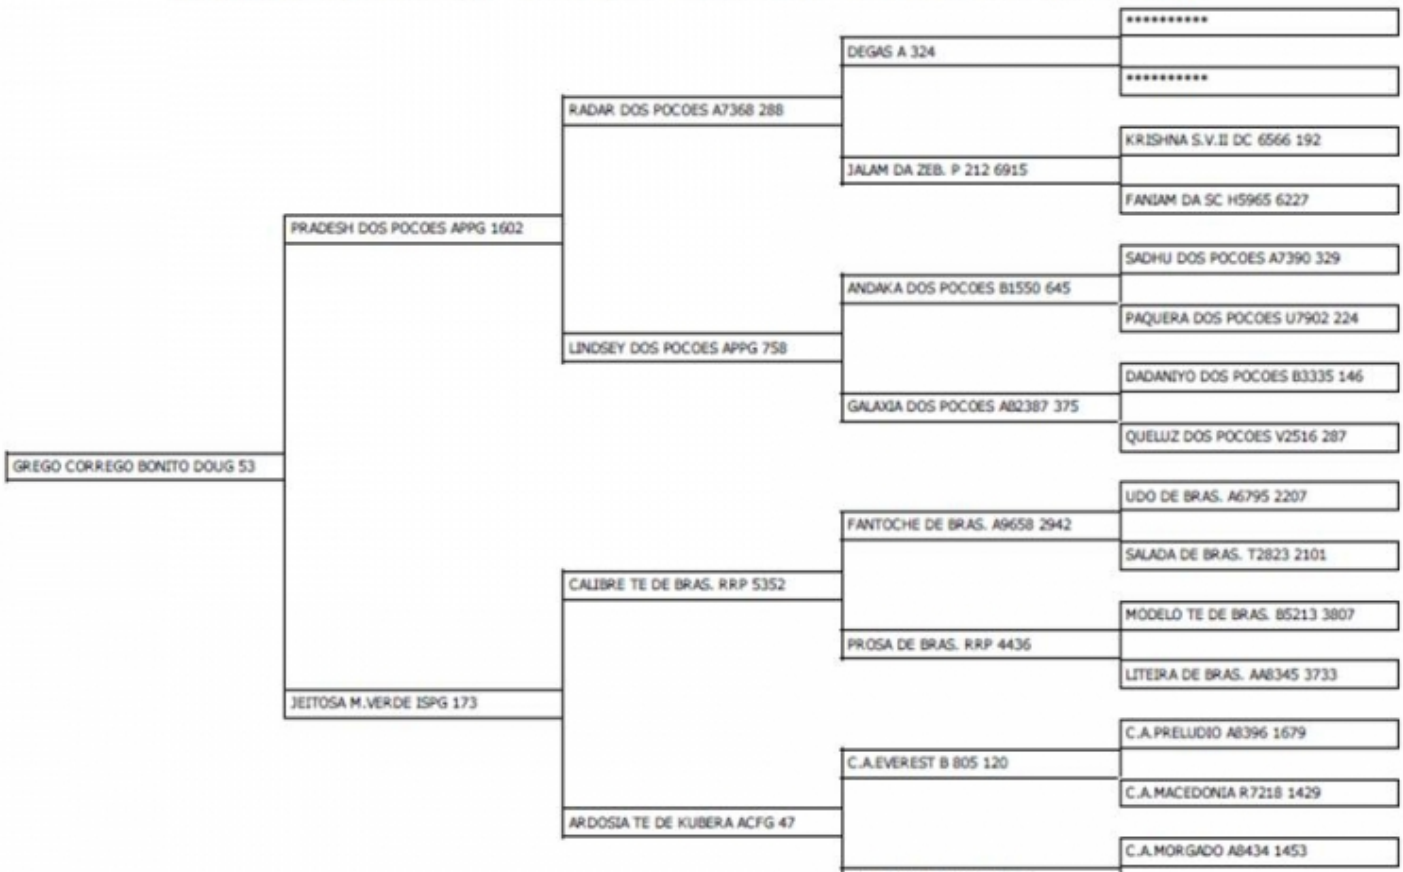 **********
DEGAS A 324
**********
RADAR DOS POCOES A7368 288
KRISHNA S.V.II DC 6566 192
JALAM DA ZEB. P 212 6915
FANIAM DA SC H5965 6227
PRADESH DOS POCOES APPG 1602
SADHU DOS POCOES A7390 329
ANDAKA DOS POCOES B1550 645
PAQUERA DOS POCOES U7902 224
LINDSEY DOS POCOES APPG 758
DADANIYO DOS POCOES B3335 146
GALAXIA DOS POCOES AB2387 375
QUELUZ DOS POCOES V2516 287
GREGO CORREGO BONITO DOUG 53
UDO DE BRAS. A6795 2207
FANTOCHE DE BRAS. A9658 2942
SALADA DE BRAS. T2823 2101
CALIBRE TE DE BRAS. RRP 5352
MODELO TE DE BRAS. B5213 3807
PROSA DE BRAS. RRP 4436
LITEIRA DE BRAS. AA8345 3733
JEITOSA M.VERDE ISPG 173
C.A.PRELUDIO A8396 1679
C.A.EVEREST B 805 120
C.A.MACEDONIA R7218 1429
ARDOSIA TE DE KUBERA ACFG 47
C.A.MORGADO A8434 1453